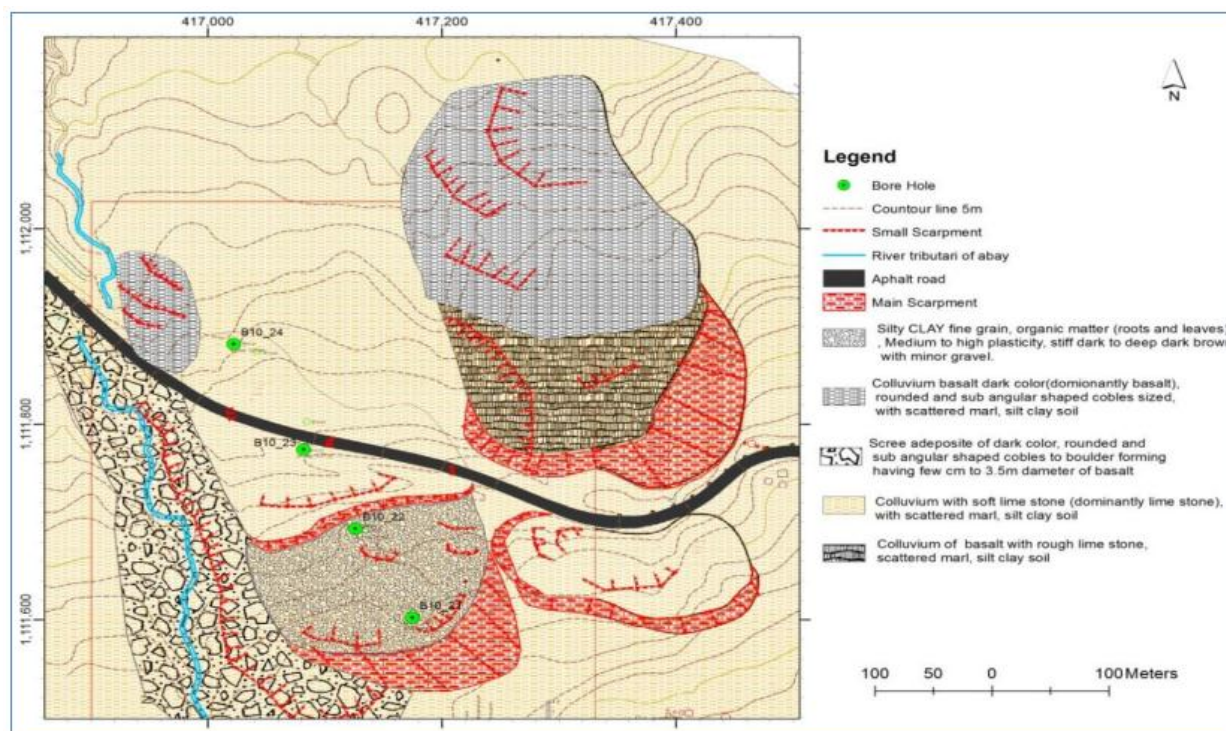 417,000 417,200 417,400
N
1,112,000
1,111,800
1,111,600
B10_24
B10_23
B10_22
Legend
Bore Hole
Countour line 5m
Small Scarpment
River tributari of abay
Aphalt road
Main Scarpment
Silty CLAY fine grain, organic matter (roots and leaves)
, Medium to high plasticity, stiff dark to deep dark brown
with minor gravel.
Colluvium basalt dark color(domionantly basalt),
rounded and sub angular shaped cobles sized,
with scattered marl, silt clay soil
Scree adeposite of dark color, rounded and
sub angular shaped cobles to boulder forming
having few cm to 3.5m dameter of basalt
Colluvium with soft lime stone (dominantly lime stone),
with scattered marl, silt clay soil
Colluvium of basalt with rough lime stone,
scattered marl, silt clay soil
100 50 0 100 Meters